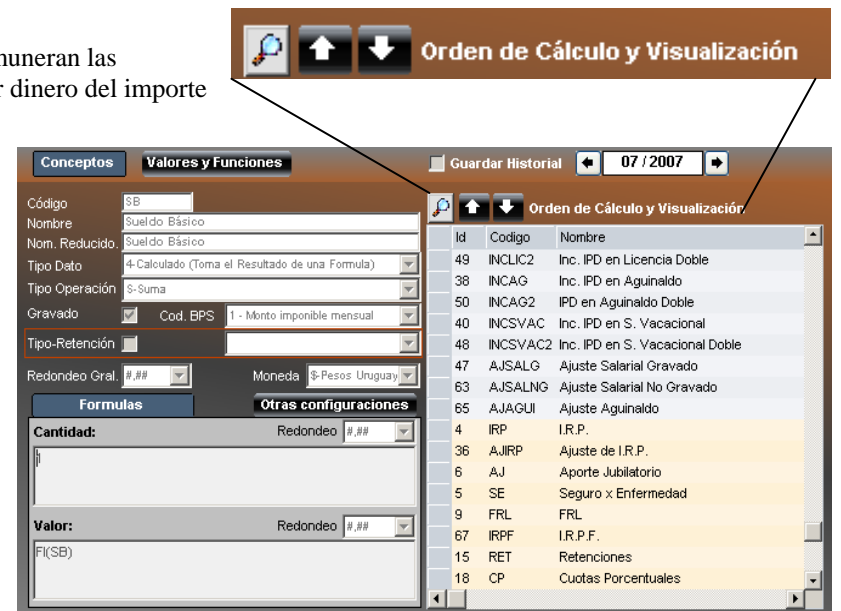 Orden de Cálculo y Visualización
nuneran las
r dinero del importe
Conceptos Valores y Funciones Guardar Historial 07 / 2007
Código SB
Nombre Sueldo Básico
Nom. Reducido. Sueldo Básico
Tipo Dato 4-Calculado (Toma el Resultado de una Formula)
Tipo Operación S-Suma
Gravado Cod. BPS 1 - Monto imponible mensual
Tipo-Retención
Redondeo Gral. #,## Moneda $-Pesos Uruguay
Formulas Otras configuraciones
Cantidad: Redondeo #,##
Valor: Redondeo #,##
FI(SB)
Orden de Cálculo y Visualización
Id Codigo Nombre
49 INCLIC2 Inc. IPD en Licencia Doble
38 INCAG Inc. IPD en Aguinaldo
50 INCAG2 IPD en Aguinaldo Doble
40 INCSVAC Inc. IPD en S. Vacacional
48 INCSVAC2 Inc. IPD en S. Vacacional Doble
47 AJSALG Ajuste Salarial Gravado
63 AJSALNG Ajuste Salarial No Gravado
65 AJAGUI Ajuste Aguinaldo
4 IRP I.R.P.
36 AJIRP Ajuste de I.R.P.
6 AJ Aporte Jubilatorio
5 SE Seguro x Enfermedad
9 FRL FRL
67 IRPF I.R.P.F.
15 RET Retenciones
18 CP Cuotas Porcentuales